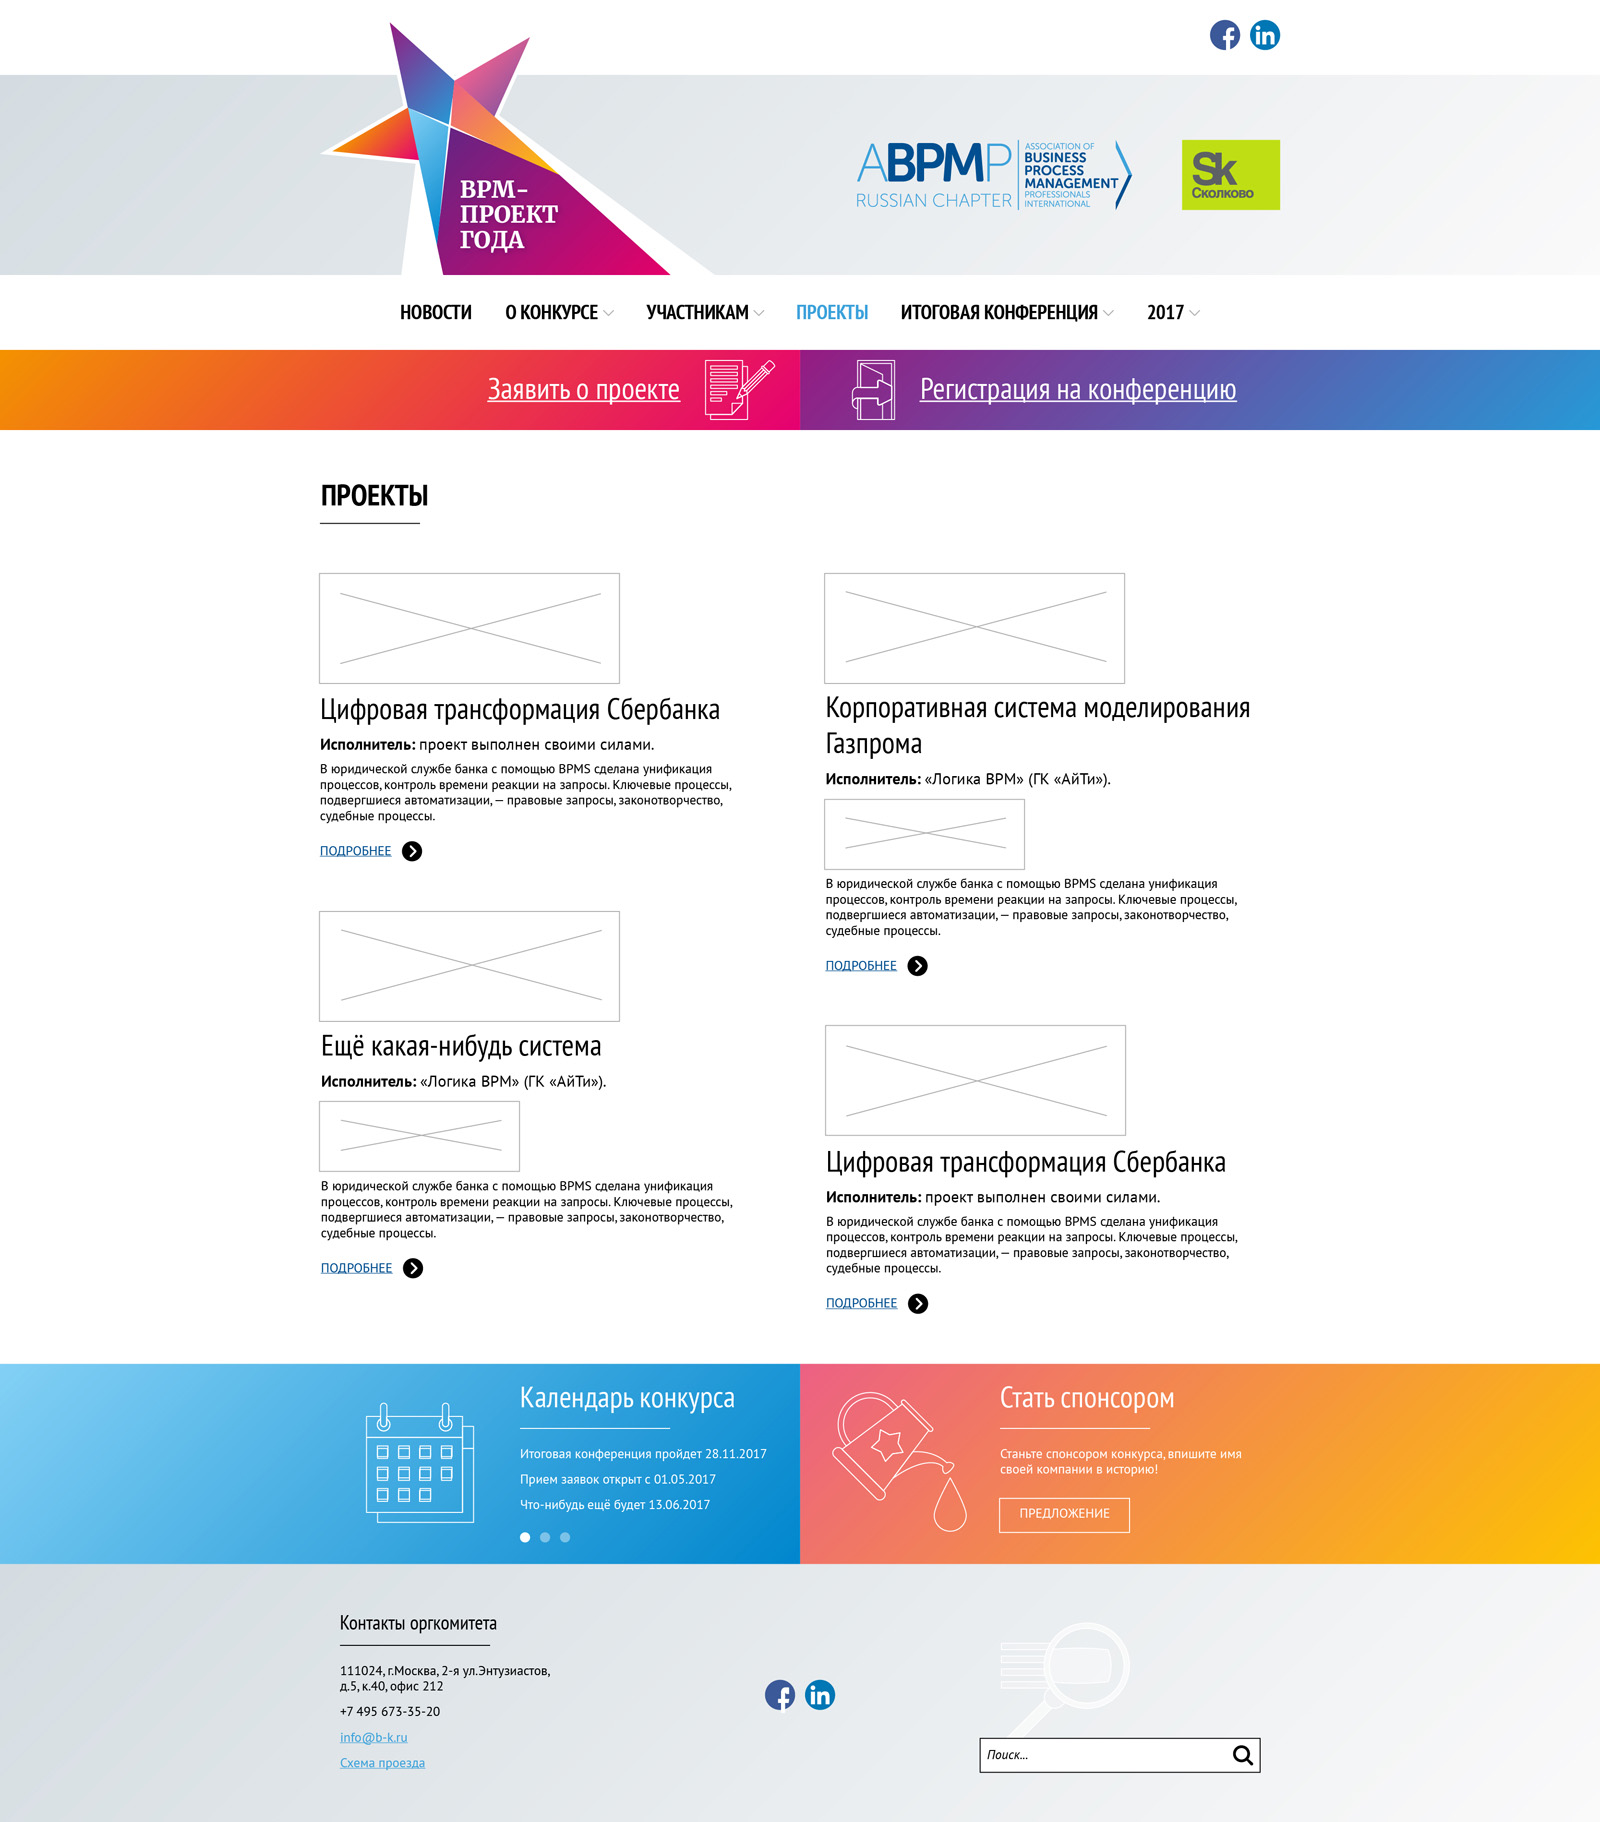 ВРМ–
ПРОЕКТ
ГОДА
ABPMP
RUSSIAN CHAPTER
ASSOCIATION OF
BUSINESS
PROCESS
MANAGEMENT
PROFESSIONALS
INTERNATIONAL
Sk
Сколково
НОВОСТИ
О КОНКУРСЕ
УЧАСТНИКАМ
ПРОЕКТЫ
ИТОГОВАЯ КОНФЕРЕНЦИЯ
2017
Заявить о проекте
Регистрация на конференцию
ПРОЕКТЫ
Цифровая трансформация Сбербанка
Исполнитель: проект выполнен своими силами.
В юридической службе банка с помощью BPMS сделана унификация
процессов, контроль времени реакции на запросы. Ключевые процессы,
подвергшиеся автоматизации, — правовые запросы, законотворчество,
судебные процессы.
ПОДРОБНЕЕ
Ещё какая-нибудь система
Исполнитель: «Логика BPM» (ГК «АйТи»).
В юридической службе банка с помощью BPMS сделана унификация
процессов, контроль времени реакции на запросы. Ключевые процессы,
подвергшиеся автоматизации, — правовые запросы, законотворчество,
судебные процессы.
ПОДРОБНЕЕ
Корпоративная система моделирования
Газпрома
Исполнитель: «Логика BPM» (ГК «АйТи»).
В юридической службе банка с помощью BPMS сделана унификация
процессов, контроль времени реакции на запросы. Ключевые процессы,
подвергшиеся автоматизации, — правовые запросы, законотворчество,
судебные процессы.
ПОДРОБНЕЕ
Цифровая трансформация Сбербанка
Исполнитель: проект выполнен своими силами.
В юридической службе банка с помощью BPMS сделана унификация
процессов, контроль времени реакции на запросы. Ключевые процессы,
подвергшиеся автоматизации, — правовые запросы, законотворчество,
судебные процессы.
ПОДРОБНЕЕ
Календарь конкурса
Итоговая конференция пройдет 28.11.2017
Прием заявок открыт с 01.05.2017
Что-нибудь ещё будет 13.06.2017
Стать спонсором
Станьте спонсором конкурса, впишите имя
своей компании в историю!
ПРЕДЛОЖЕНИЕ
Контакты оргкомитета
111024, г.Москва, 2-я ул.Энтузиастов,
д.5, к.40, офис 212
+7 495 673-35-20
info@b-k.ru
Схема проезда
Поиск...